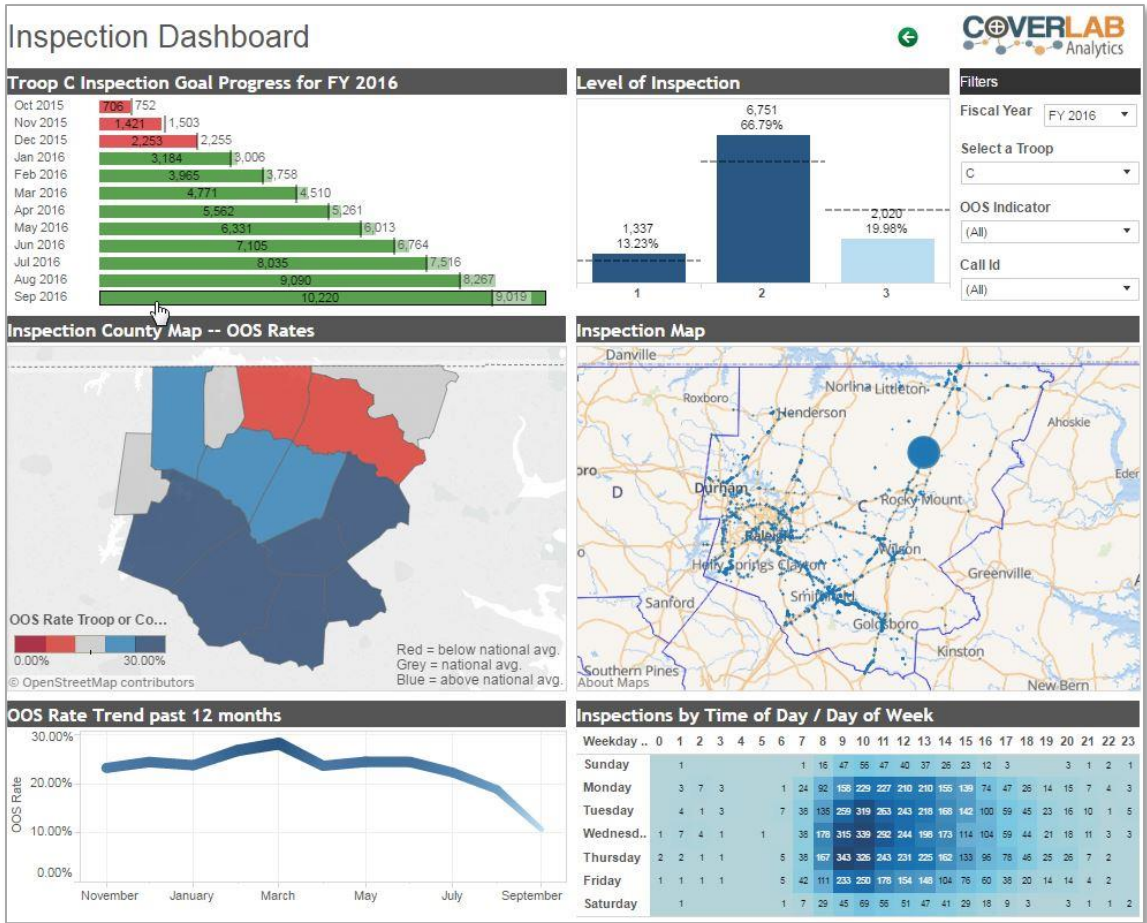 Inspection Dashboard
COVERLAB
Analytics
Troop C Inspection Goal Progress for FY 2016
Oct 2015 706 752
Nov 2015 1,421 1,503
Dec 2015 2,253 2,255
Jan 2016 3,184 3,006
Feb 2016 3,965 3,758
Mar 2016 4,771 4,510
Apr 2016 5,562 5,261
May 2016 6,331 6,013
Jun 2016 7,105 6,764
Jul 2016 8,035 7,516
Aug 2016 9,090 8,267
Sep 2016 10,220 9,019
Level of Inspection
6,751
66.79%
1,337
13.23%
2,020
19.98%
1 2 3
Filters
Fiscal Year FY 2016
Select a Troop
C
OOS Indicator
(All)
Call Id
(All)
Inspection County Map -- OOS Rates
OOS Rate Troop or Co...
0.00% 30.00%
© OpenStreetMap contributors
Red = below national avg.
Grey = national avg.
Blue = above national avg.
Inspection Map
Danville
Norlina Littleton
Roxboro
Henderson
Ahoskie
Eder
oro
D
Durham
C
Rocky Mount
Raleigh
Wilson
o
Holly Springs Clayton
Greenville
Sanford
Smithfield
Goldsboro
Kinston
Southern Pines
New Bern
About Maps
OOS Rate Trend past 12 months
30.00%
20.00%
10.00%
0.00%
OOS Rate
November January March May July September
Inspections by Time of Day / Day of Week
Weekday .. 0 1 2 3 4 5 6 7 8 9 10 11 12 13 14 15 16 17 18 19 20 21 22 23
Sunday 1 1 16 47 56 47 40 37 26 23 12 3 3 1 2 1
Monday 3 7 3 1 24 92 158 229 227 210 210 155 139 74 47 26 14 15 7 4 3
Tuesday 4 1 3 7 38 135 259 319 263 243 218 168 142 100 59 45 23 16 10 1 5
Wednesd.. 1 7 4 1 1 38 178 315 339 292 244 198 173 114 104 59 44 21 18 11 3 3
Thursday 2 2 1 1 5 38 167 343 326 243 231 225 162 133 96 78 46 25 26 7 2
Friday 1 1 1 1 5 42 111 233 250 178 154 148 104 76 60 38 20 14 14 4 2
Saturday 1 1 7 29 45 69 56 51 47 41 29 18 9 3 3 1 1 2